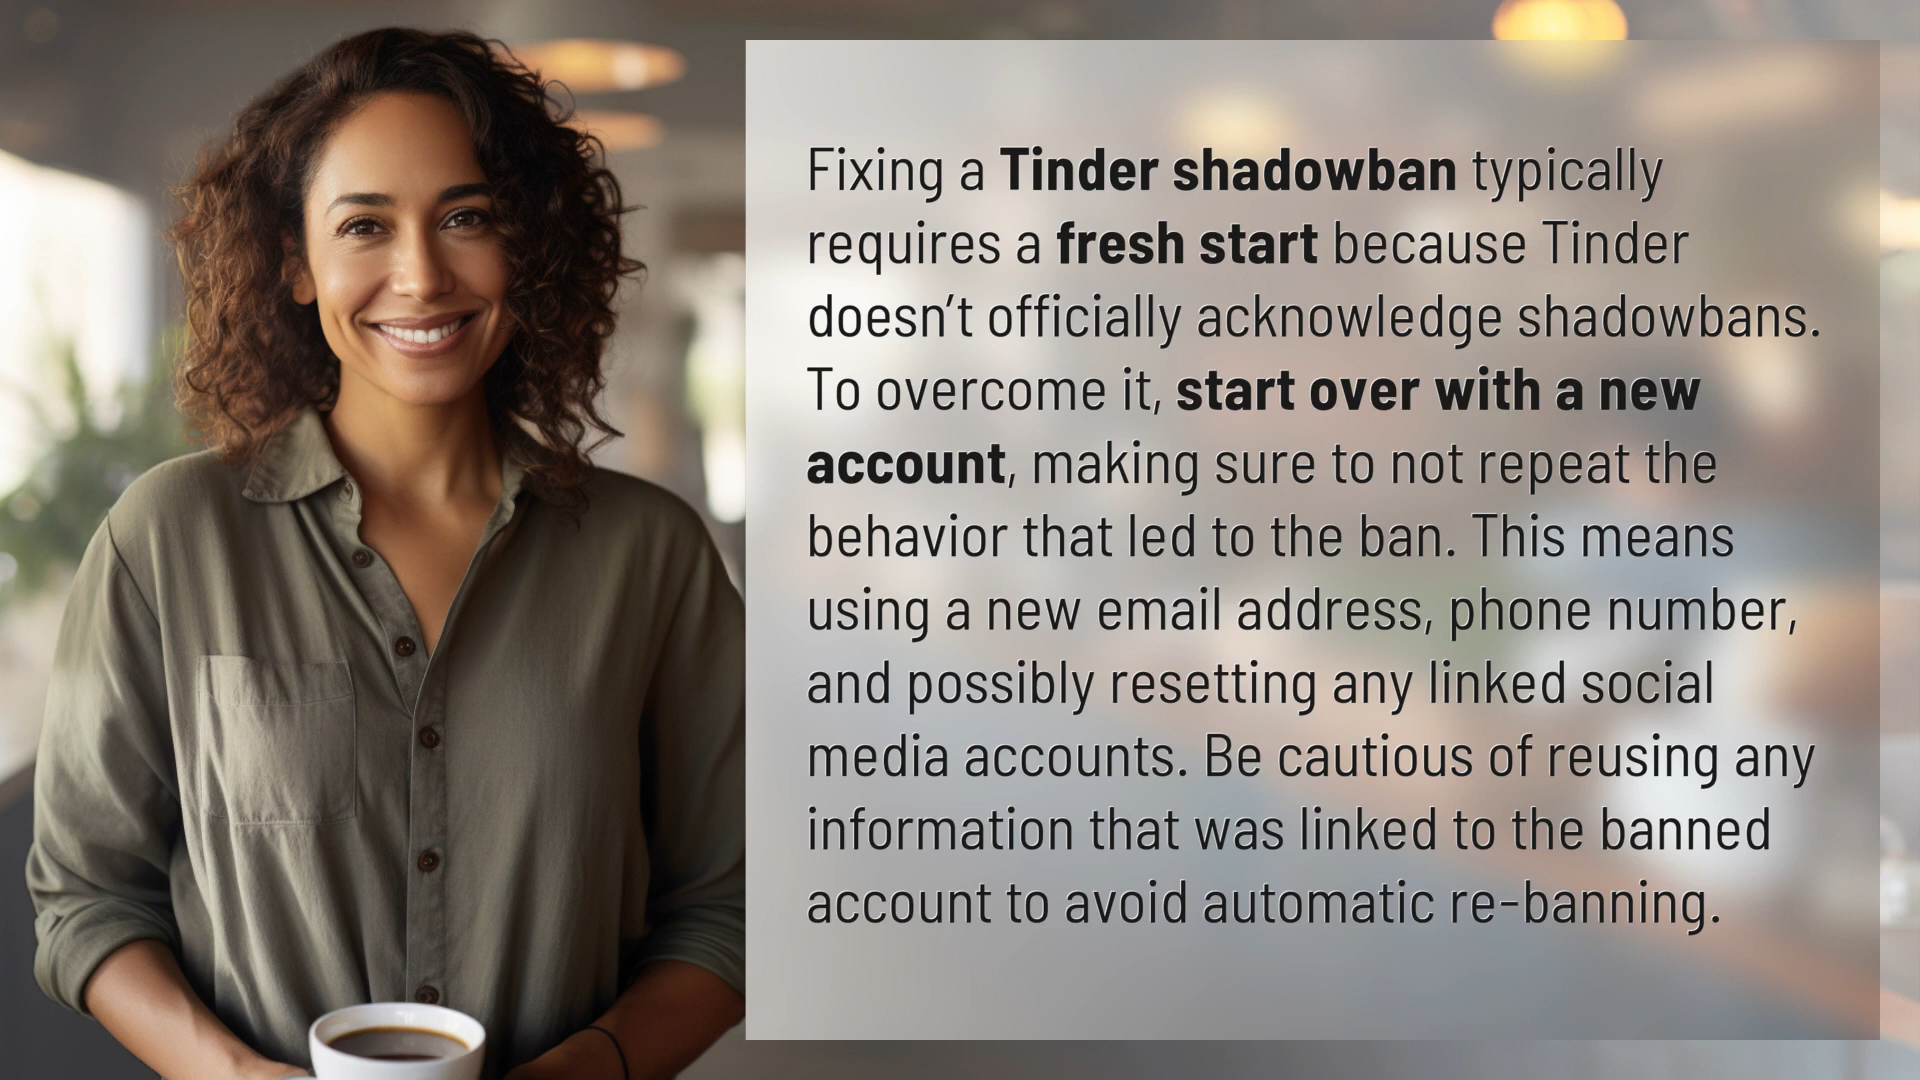 Fixing a Tinder shadowban typically
requires a fresh start because Tinder
doesn’t officially acknowledge shadowbans.
To overcome it, start over with a new
account, making sure to not repeat the
behavior that led to the ban. This means
using a new email address, phone number,
and possibly resetting any linked social
media accounts. Be cautious of reusing any
information that was linked to the banned
account to avoid automatic re-banning.